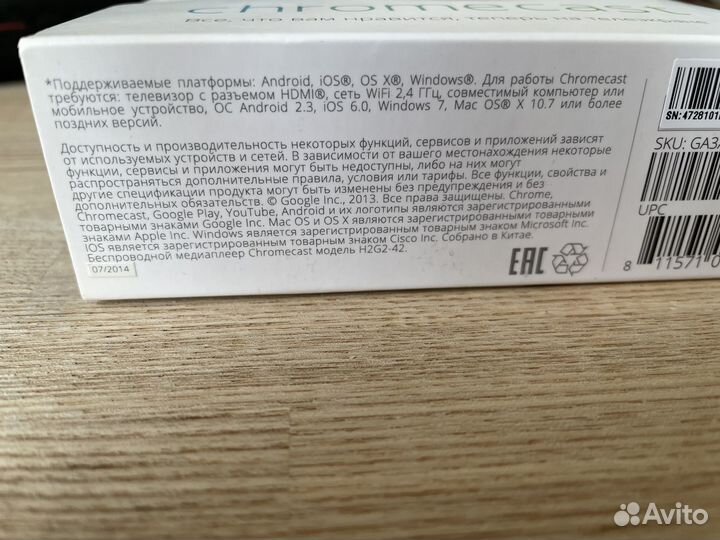 chromecast
Все, что вам нравится, теперь на телевизоре
*Поддерживаемые платформы: Android, iOS®, OS X®, Windows®. Для работы Chromecast
требуются: телевизор с разъемом HDMI®, сеть WiFi 2,4 ГГц, совместимый компьютер или
мобильное устройство, ОС Android 2.3, iOS 6.0, Windows 7, Mac OS® X 10.7 или более
поздних версий.
Доступность и производительность некоторых функций, сервисов и приложений зависят
от используемых устройств и сетей. В зависимости от вашего местонахождения некоторые
функции, сервисы и приложения могут быть недоступны, либо на них могут
распространяться дополнительные правила, условия или тарифы. Все функции, свойства и
другие спецификации продукта могут быть изменены без предупреждения и без
дополнительных обязательств. © Google Inc., 2013. Все права защищены. Chrome,
Chromecast, Google Play, YouTube, Android и их логотипы являются зарегистрированными
товарными знаками Google Inc. Mac OS и OS X являются зарегистрированными товарными
знаками Apple Inc. Windows является зарегистрированным товарным знаком Microsoft Inc.
iOS является зарегистрированным товарным знаком Cisco Inc. Собрано в Китае.
Беспроводной медиаплеер Chromecast модель H2G2-42.
07/2014
EAC
SN: 4728101
SKU: GA3A
UPC
8 11571 0
Avito